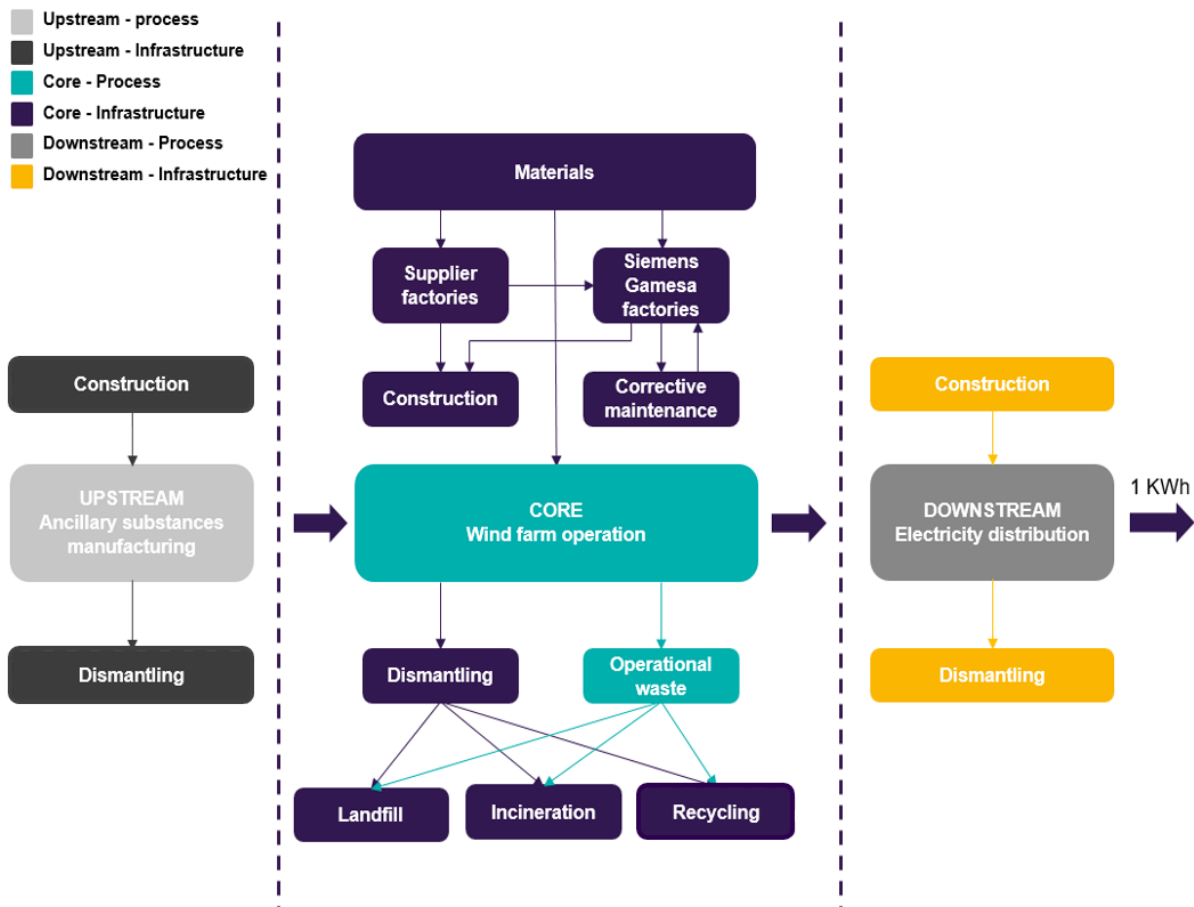 Upstream - process
Upstream - Infrastructure
Core - Process
Core - Infrastructure
Downstream - Process
Downstream - Infrastructure
Materials
Supplier
factories
Siemens
Gamesa
factories
Construction
Construction
Corrective
maintenance
Construction
UPSTREAM
Ancillary substances
manufacturing
CORE
Wind farm operation
DOWNSTREAM
Electricity distribution
1 KWh
Dismantling
Dismantling
Operational
waste
Dismantling
Landfill
Incineration
Recycling